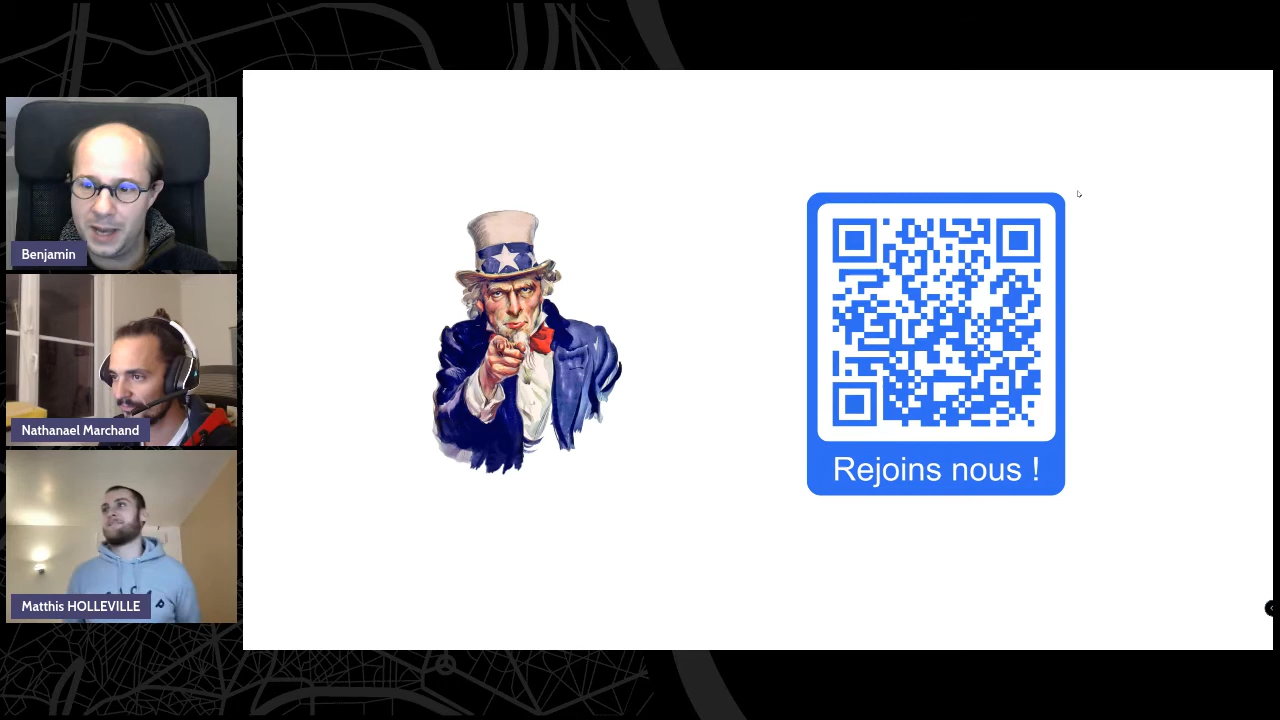 Benjamin
Nathanael Marchand
Matthis HOLLEVILLE
Rejoins nous !